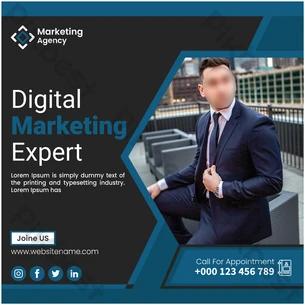 Marketing
Agency
Digital
Marketing
Expert
Lorem Ipsum is simply dummy text
of the printing and typesetting industry.
Lorem Ipsum has
Joine US
www.websitename.com
Call For Appointment
+000 123 456 789